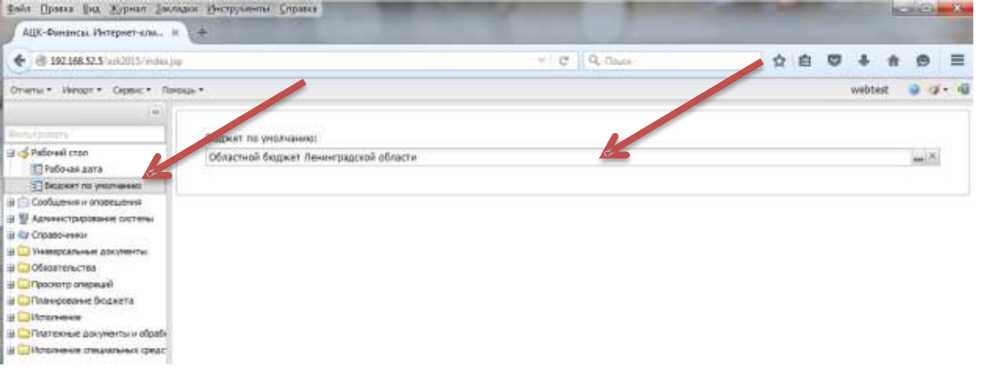 Файл Правка Вид Журнал Закладки Инструменты Справка
АЦК-Финансы. Интернет-кли...
192.168.52.5/azk2015/index.jsp
Поиск
Отчеты Импорт Сервис Помощь
webtest
Фильтровать
Рабочий стол
Рабочая дата
Бюджет по умолчанию
Сообщения и оповещения
Администрирование системы
Справочники
Универсальные документы
Обязательства
Просмотр операций
Планирование бюджета
Исполнение
Платежные документы и обрабо
Исполнение специальных средс
Бюджет по умолчанию:
Областной бюджет Ленинградской области